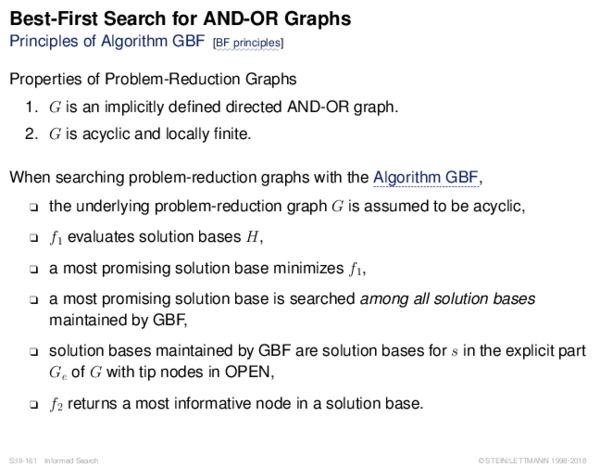 Best-First Search for AND-OR Graphs
Principles of Algorithm GBF [BF principles]
Properties of Problem-Reduction Graphs
1. G is an implicitly defined directed AND-OR graph.
2. G is acyclic and locally finite.
When searching problem-reduction graphs with the Algorithm GBF,
❑ the underlying problem-reduction graph G is assumed to be acyclic,
❑ f₁ evaluates solution bases H,
❑ a most promising solution base minimizes f₁,
❑ a most promising solution base is searched among all solution bases
maintained by GBF,
❑ solution bases maintained by GBF are solution bases for s in the explicit part
Gₑ of G with tip nodes in OPEN,
❑ f₂ returns a most informative node in a solution base.
S:III-161 Informed Search ©STEIN/LETTMANN 1998-2018